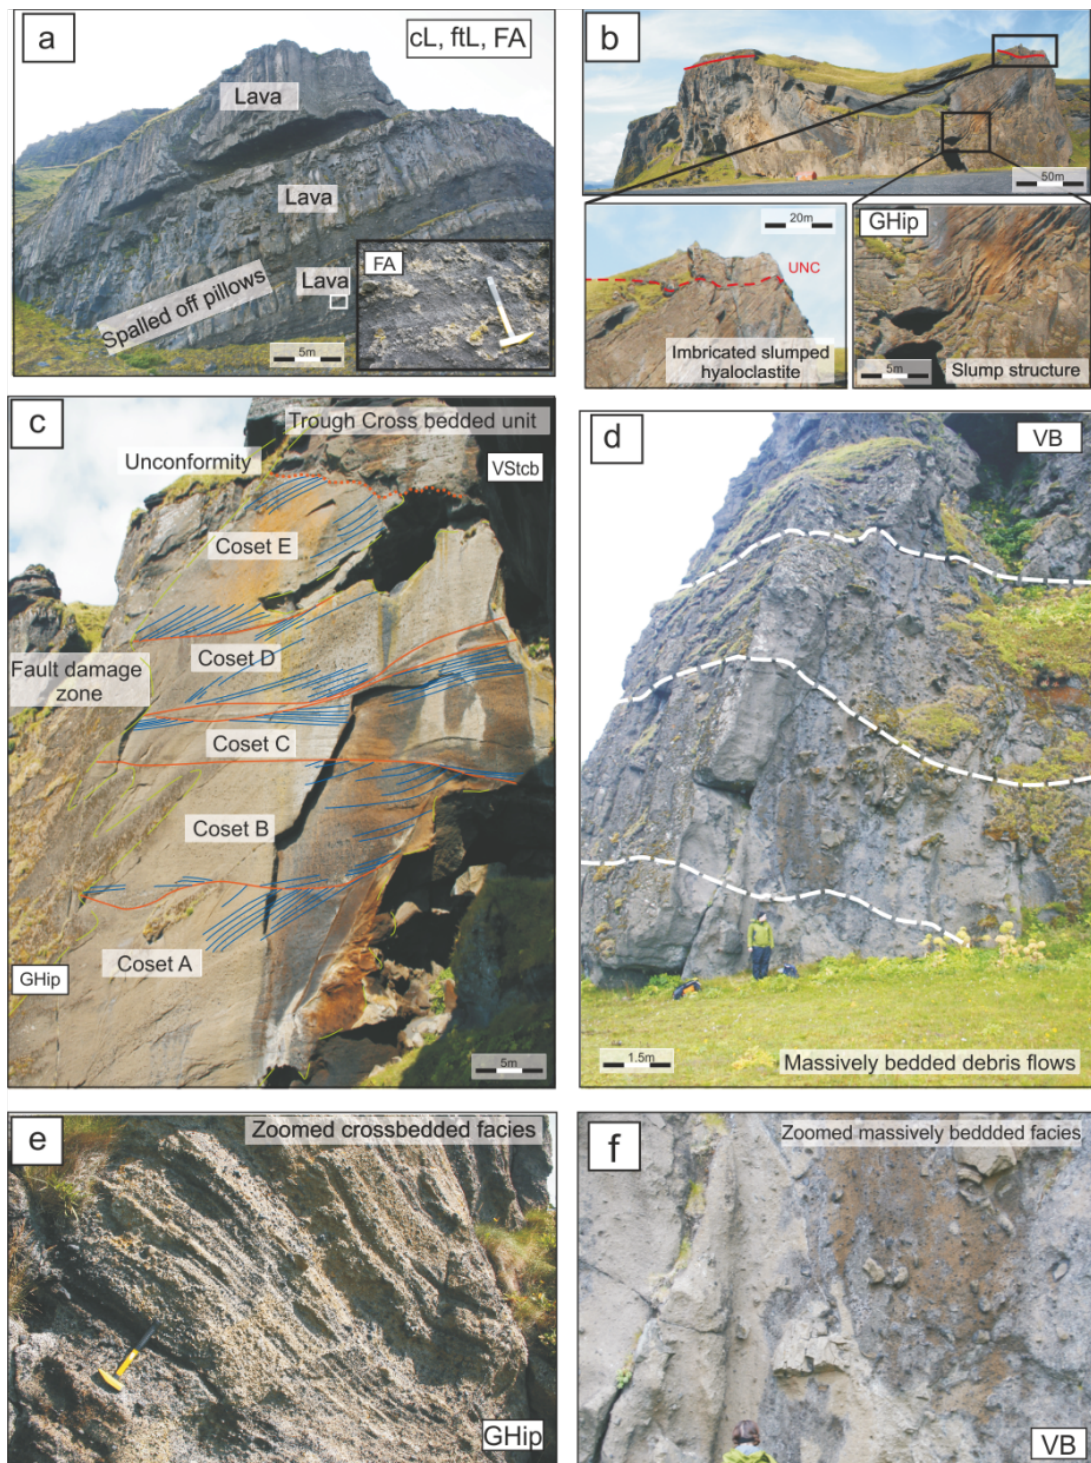 a
cL, ftL, FA
Lava
Lava
Lava
Spalled off pillows
FA
5m
b
50m
20m
UNC
Imbricated slumped
hyaloclastite
GHip
5m
Slump structure
c
Trough Cross bedded unit
Unconformity
VStcb
Coset E
Coset D
Fault damage
zone
Coset C
Coset B
Coset A
GHip
5m
d
VB
1.5m
Massively bedded debris flows
e
Zoomed crossbedded facies
GHip
f
Zoomed massively beddded facies
VB